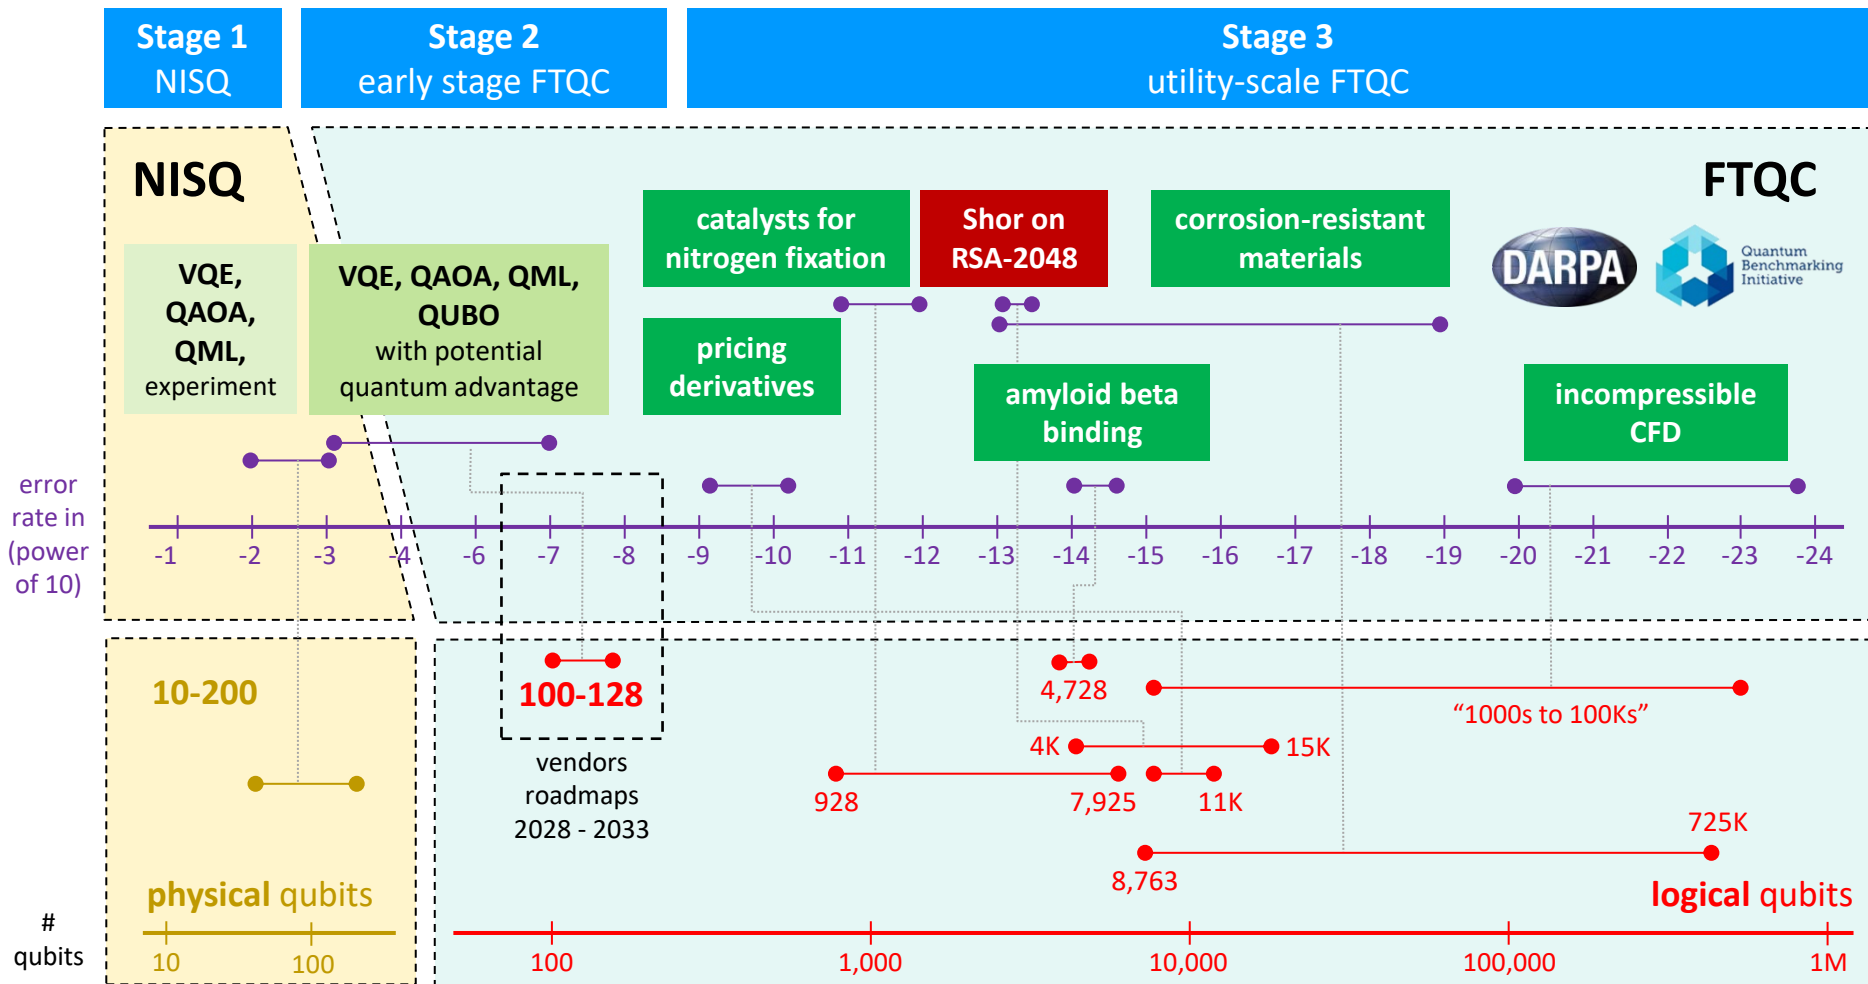 Stage 1
NISQ
Stage 2
early stage FTQC
Stage 3
utility-scale FTQC
NISQ
FTQC
VQE,
QAOA,
QML,
experiment
VQE, QAOA, QML,
QUBO
with potential
quantum advantage
catalysts for
nitrogen fixation
Shor on
RSA-2048
corrosion-resistant
materials
DARPA
Quantum
Benchmarking
Initiative
pricing
derivatives
amyloid beta
binding
incompressible
CFD
error
rate in
(power
of 10)
-1 -2 -3 -4 -6 -7 -8 -9 -10 -11 -12 -13 -14 -15 -16 -17 -18 -19 -20 -21 -22 -23 -24
10-200
100-128
vendors
roadmaps
2028 - 2033
4,728
"1000s to 100Ks"
4K
15K
928
7,925
11K
725K
8,763
physical qubits
logical qubits
#
qubits
10 100
100 1,000 10,000 100,000 1M